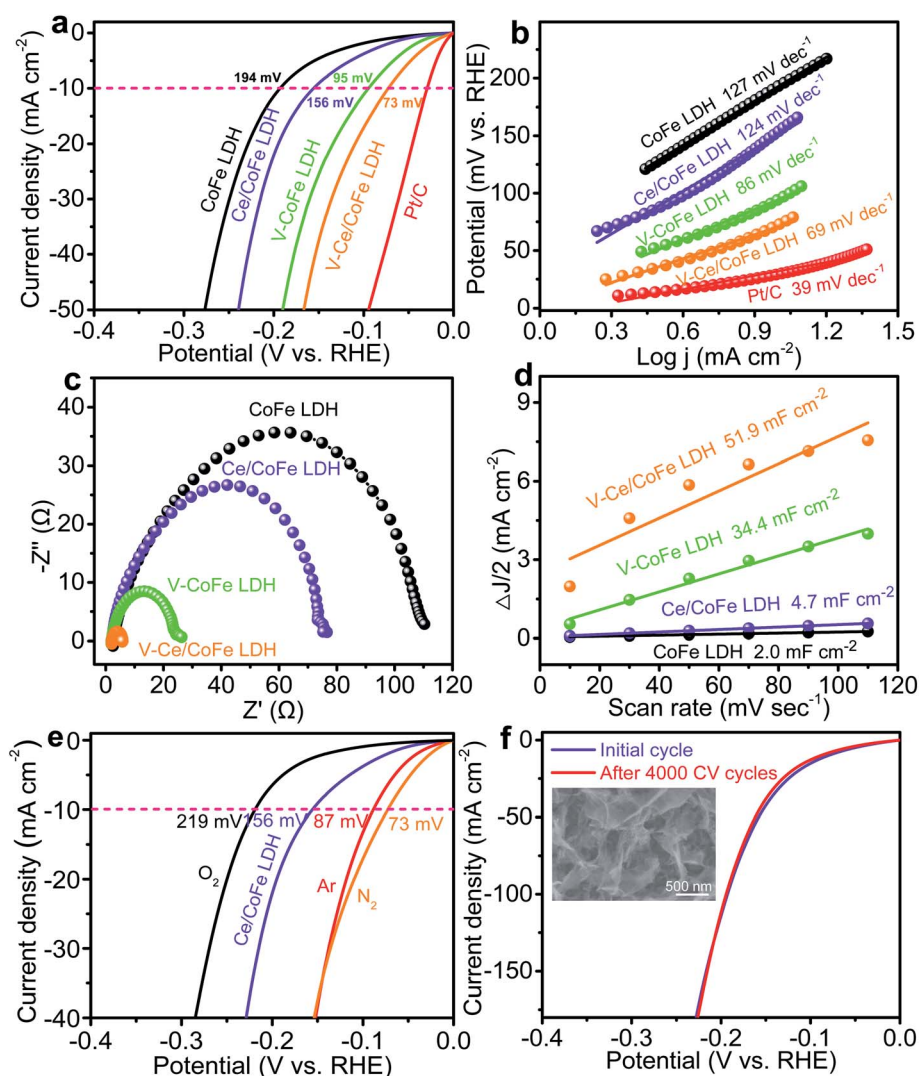 a
Current density (mA cm⁻²)
0
-10
-20
-30
-40
-50
194 mV
95 mV
156 mV
73 mV
CoFe LDH
Ce/CoFe LDH
V-CoFe LDH
V-Ce/CoFe LDH
Pt/C
-0.4 -0.3 -0.2 -0.1 0.0
Potential (V vs. RHE)
b
Potential (mV vs. RHE)
200
150
100
50
0
CoFe LDH 127 mV dec⁻¹
Ce/CoFe LDH 124 mV dec⁻¹
V-CoFe LDH 86 mV dec⁻¹
V-Ce/CoFe LDH 69 mV dec⁻¹
Pt/C 39 mV dec⁻¹
0.0 0.3 0.6 0.9 1.2 1.5
Log j (mA cm⁻²)
c
-Z'' (Ω)
40
30
20
10
0
CoFe LDH
Ce/CoFe LDH
V-CoFe LDH
V-Ce/CoFe LDH
0 20 40 60 80 100 120
Z' (Ω)
d
△J/2 (mA cm⁻²)
9
6
3
0
V-Ce/CoFe LDH 51.9 mF cm⁻²
V-CoFe LDH 34.4 mF cm⁻²
Ce/CoFe LDH 4.7 mF cm⁻²
CoFe LDH 2.0 mF cm⁻²
0 20 40 60 80 100 120
Scan rate (mV sec⁻¹)
e
Current density (mA cm⁻²)
0
-10
-20
-30
-40
219 mV
156 mV
87 mV
73 mV
O₂
Ce/CoFe LDH
Ar
N₂
-0.4 -0.3 -0.2 -0.1 0.0
Potential (V vs. RHE)
f
Current density (mA cm⁻²)
0
-50
-100
-150
Initial cycle
After 4000 CV cycles
500 nm
-0.4 -0.3 -0.2 -0.1 0.0
Potential (V vs. RHE)